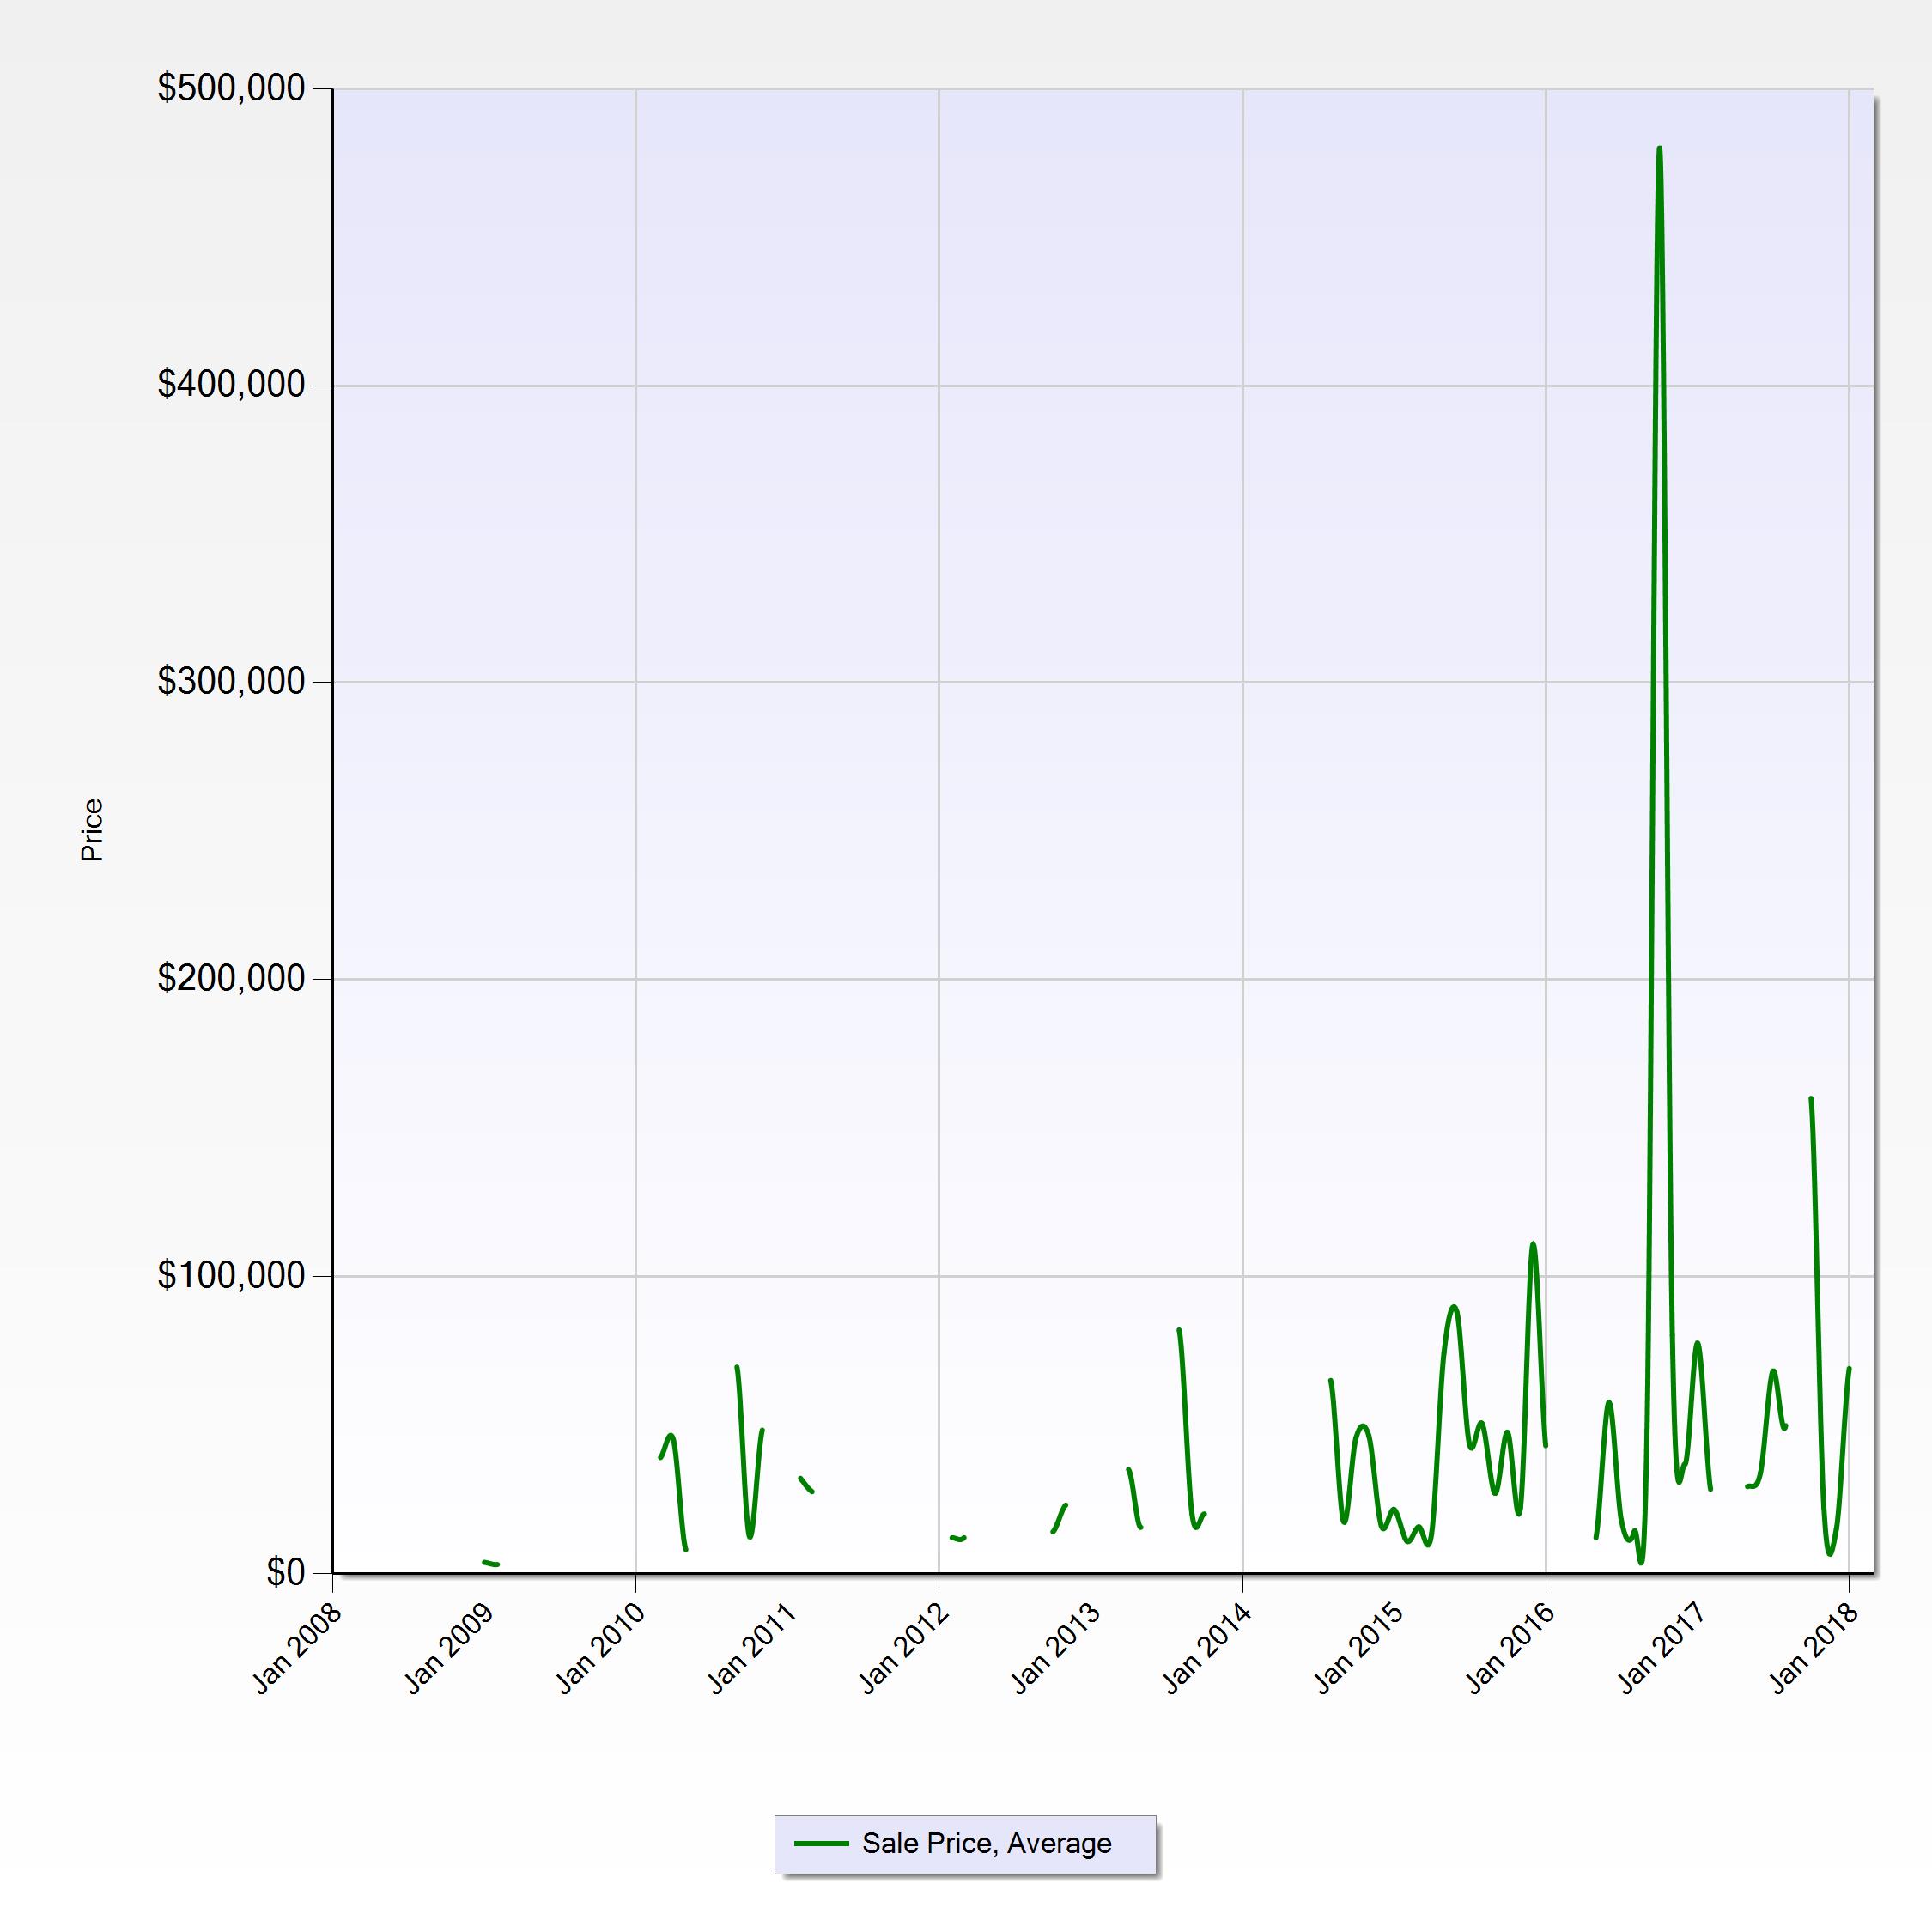 $500,000
$400,000
$300,000
$200,000
$100,000
$0
Price
Jan 2008
Jan 2009
Jan 2010
Jan 2011
Jan 2012
Jan 2013
Jan 2014
Jan 2015
Jan 2016
Jan 2017
Jan 2018
Sale Price, Average